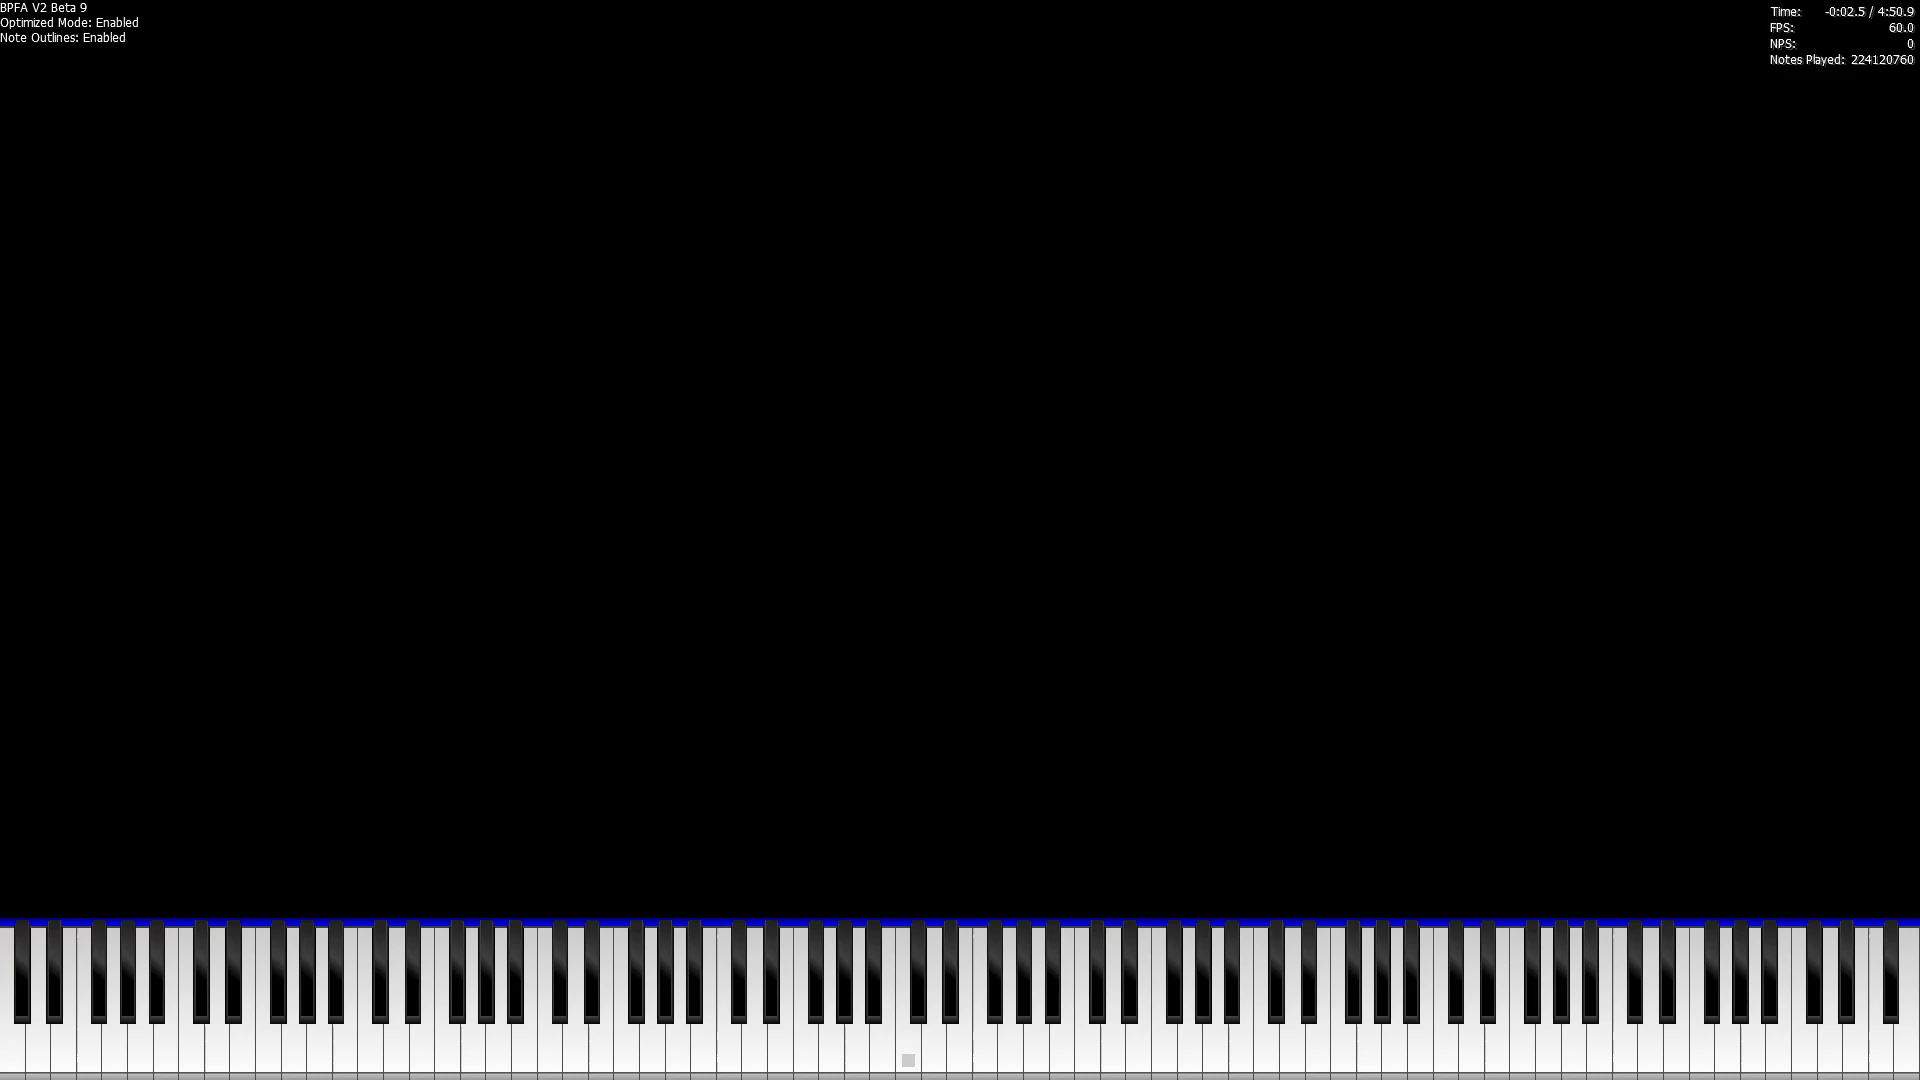 BPFA V2 Beta 9
Optimized Mode: Enabled
Note Outlines: Enabled
Time: -0:02.5 / 4:50.9
FPS: 60.0
NPS: 0
Notes Played: 224120760